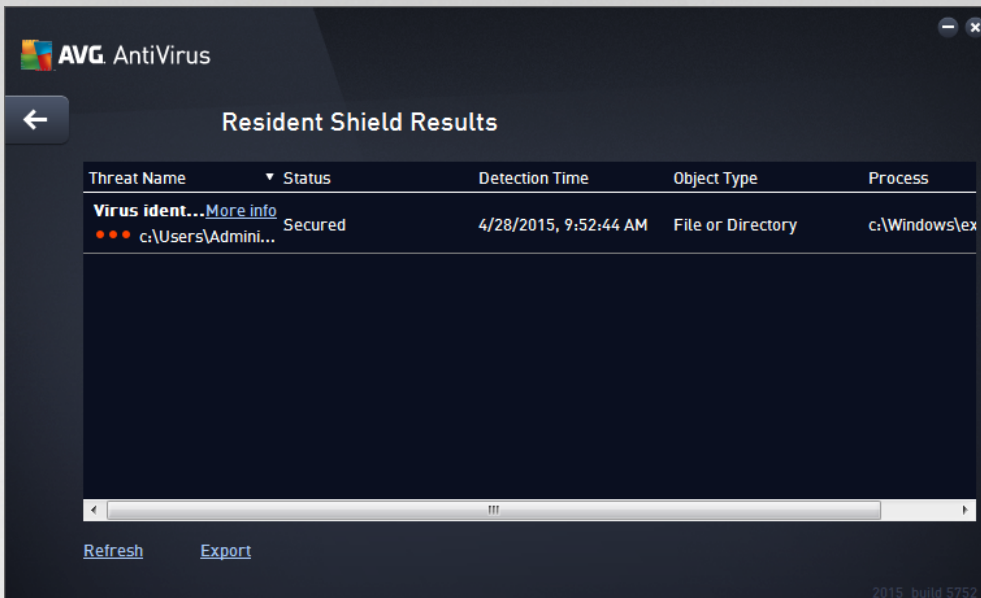 AVG. AntiVirus
Resident Shield Results
Threat Name Status Detection Time Object Type Process
Virus ident...More info
c:\Users\Admini... Secured 4/28/2015, 9:52:44 AM File or Directory c:\Windows\ex
Refresh Export
2015 build 5752